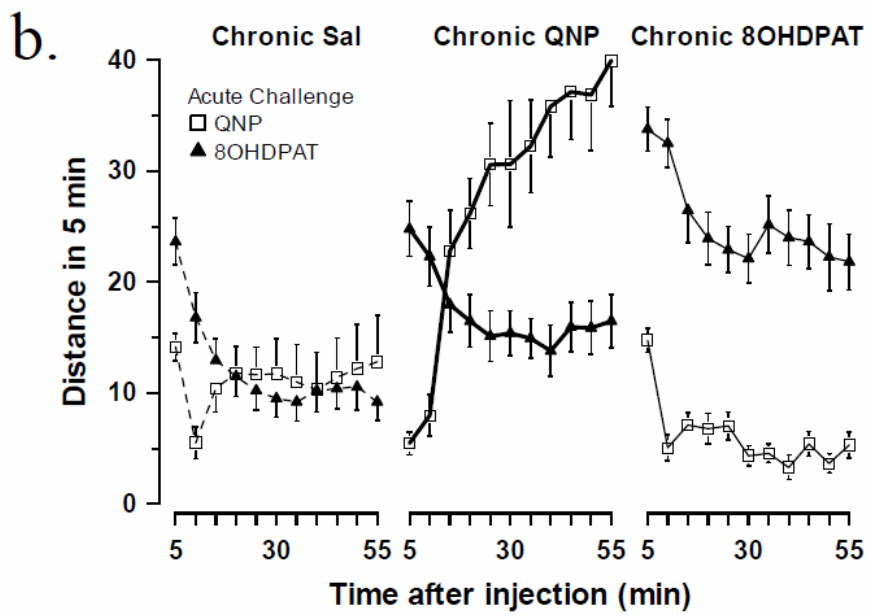 b.
Chronic Sal Chronic QNP Chronic 8OHDPAT
Acute Challenge
QNP
8OHDPAT
Distance in 5 min
40
30
20
10
0
5 30 55 5 30 55 5 30 55
Time after injection (min)